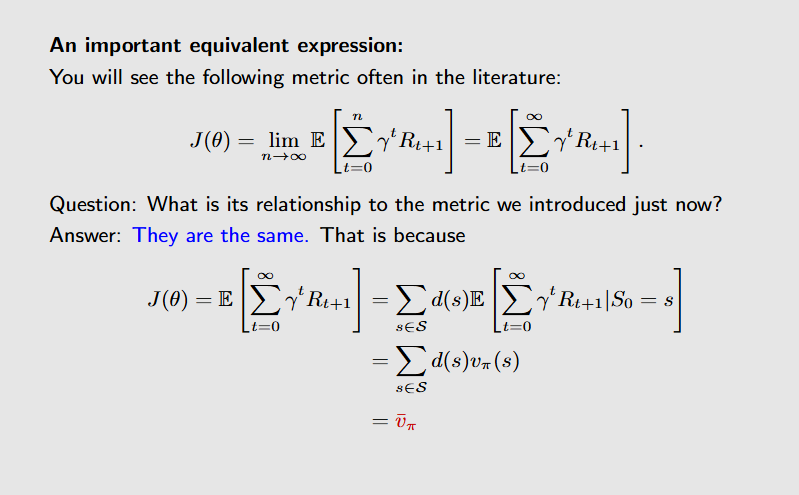 An important equivalent expression:
You will see the following metric often in the literature:
$J(\theta) = \lim_{n \to \infty} \mathbb{E}\left[\sum_{t=0}^{n} \gamma^t R_{t+1}\right] = \mathbb{E}\left[\sum_{t=0}^{\infty} \gamma^t R_{t+1}\right].$
Question: What is its relationship to the metric we introduced just now?
Answer: They are the same. That is because
$J(\theta) = \mathbb{E}\left[\sum_{t=0}^{\infty} \gamma^t R_{t+1}\right] = \sum_{s \in \mathcal{S}} d(s) \mathbb{E}\left[\sum_{t=0}^{\infty} \gamma^t R_{t+1} | S_0 = s\right]$
$= \sum_{s \in \mathcal{S}} d(s) v_\pi(s)$
$= \bar{v}_\pi$